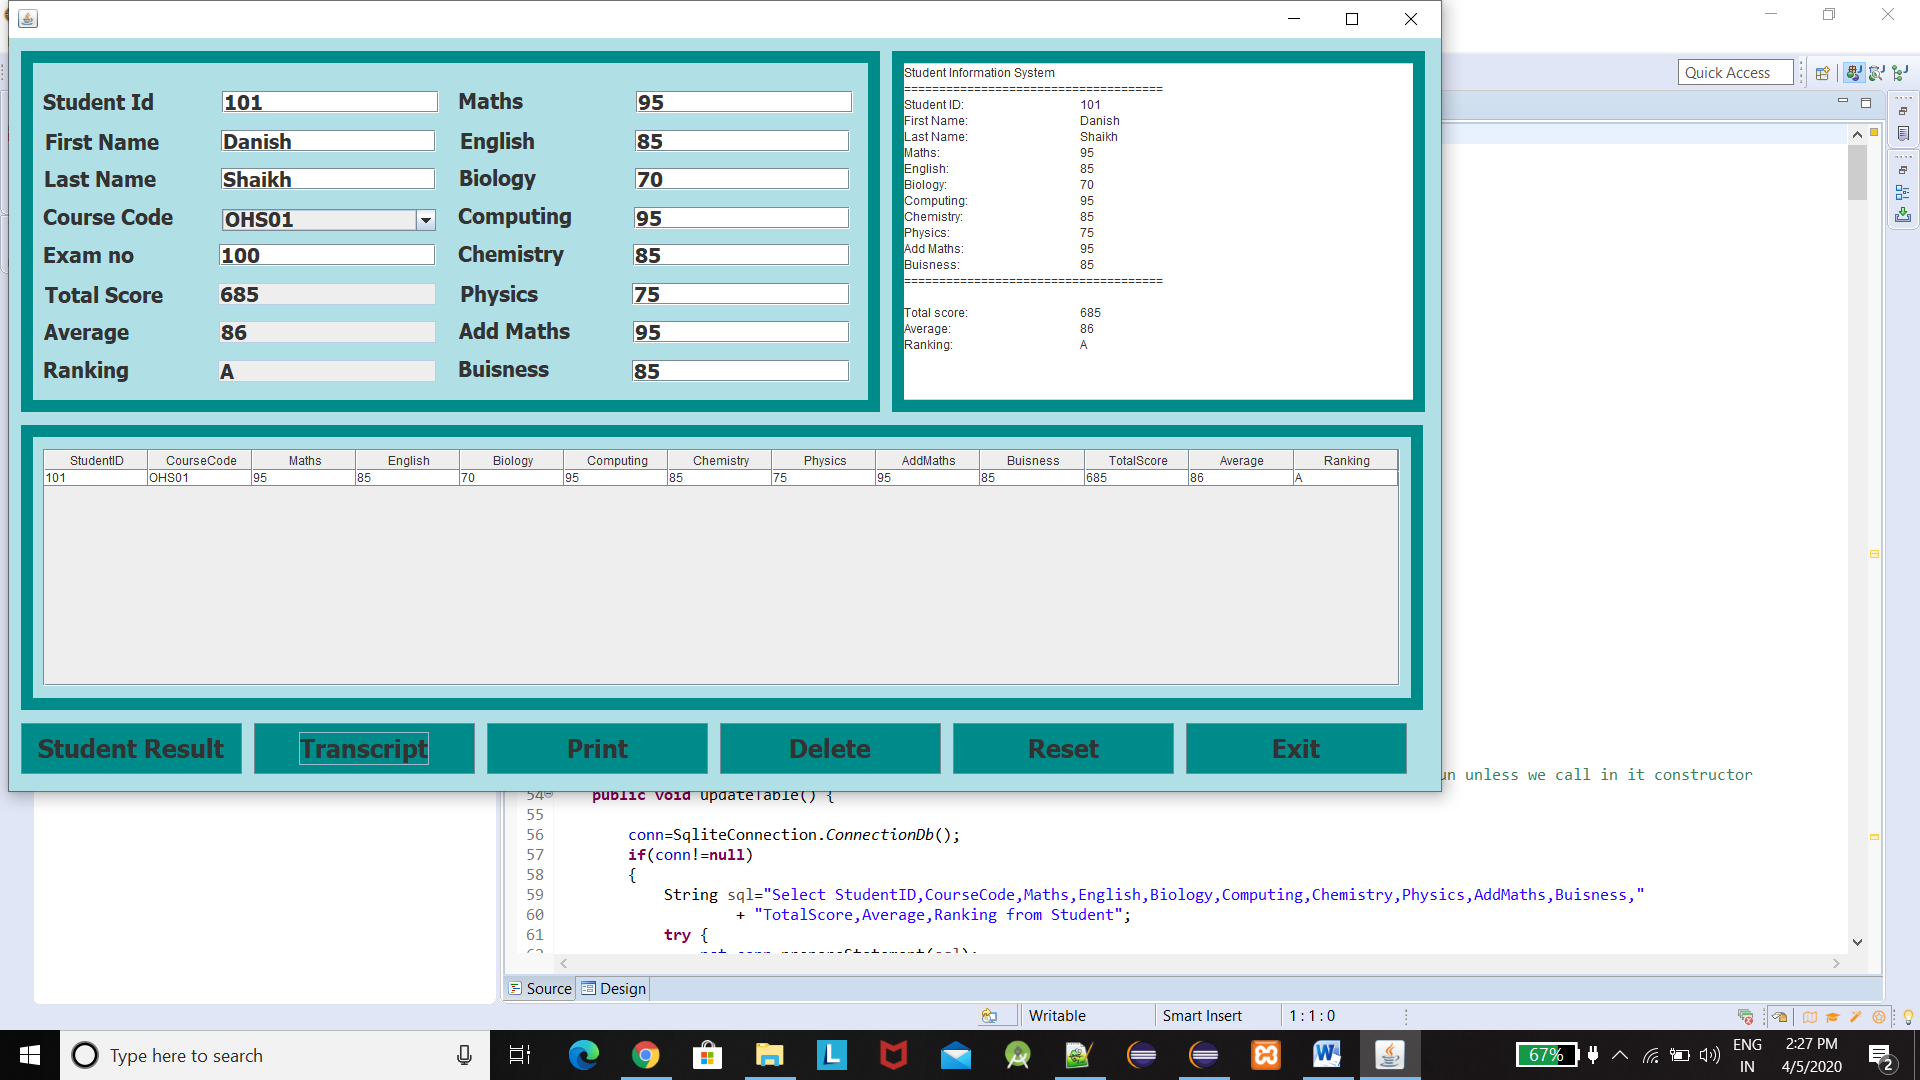 Student Id 101 Maths 95
First Name Danish English 85
Last Name Shaikh Biology 70
Course Code OHS01 Computing 95
Exam no 100 Chemistry 85
Total Score 685 Physics 75
Average 86 Add Maths 95
Ranking A Buisness 85
Student Information System
=====================================
Student ID: 101
First Name: Danish
Last Name: Shaikh
Maths: 95
English: 85
Biology: 70
Computing: 95
Chemistry: 85
Physics: 75
Add Maths: 95
Buisness: 85
=====================================
Total score: 685
Average: 86
Ranking: A
Quick Access
StudentID CourseCode Maths English Biology Computing Chemistry Physics AddMaths Buisness TotalScore Average Ranking
101 OHS01 95 85 70 95 85 75 95 85 685 86 A
Student Result Transcript Print Delete Reset Exit
unless we call in it constructor
54 public void updateTable() {
55
56 conn=SqliteConnection.ConnectionDb();
57 if(conn!=null)
58 {
59 String sql="Select StudentID,CourseCode,Maths,English,Biology,Computing,Chemistry,Physics,AddMaths,Buisness,"
60 + "TotalScore,Average,Ranking from Student";
61 try {
Source Design
Writable Smart Insert 1 : 1 : 0
Type here to search
67%
ENG
IN
2:27 PM
4/5/2020
2